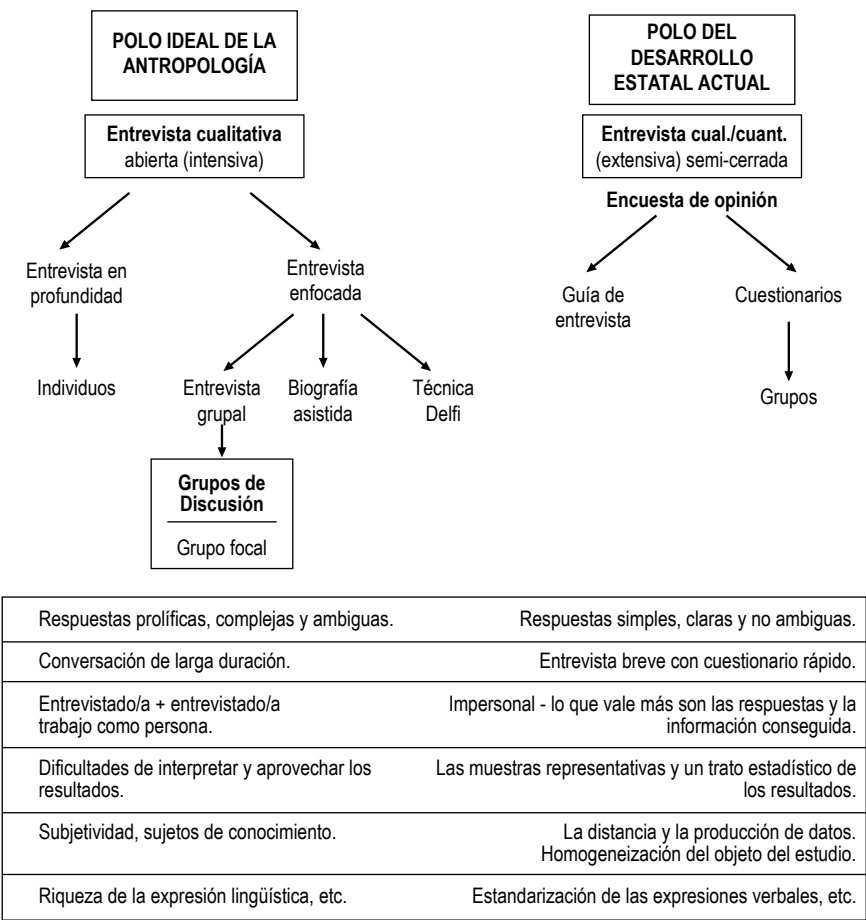 POLO IDEAL DE LA
ANTROPOLOGÍA
Entrevista cualitativa
abierta (intensiva)
Entrevista en
profundidad
Entrevista
enfocada
Individuos
Entrevista
grupal
Biografía
asistida
Técnica
Delfi
Grupos de
Discusión
Grupo focal
POLO DEL
DESARROLLO
ESTATAL ACTUAL
Entrevista cual./cuant.
(extensiva) semi-cerrada
Encuesta de opinión
Guía de
entrevista
Cuestionarios
Grupos
Respuestas prolíficas, complejas y ambiguas.
Respuestas simples, claras y no ambiguas.
Conversación de larga duración.
Entrevista breve con cuestionario rápido.
Entrevistado/a + entrevistado/a
trabajo como persona.
Impersonal - lo que vale más son las respuestas y la
información conseguida.
Dificultades de interpretar y aprovechar los
resultados.
Las muestras representativas y un trato estadístico de
los resultados.
Subjetividad, sujetos de conocimiento.
La distancia y la producción de datos.
Homogeneización del objeto del estudio.
Riqueza de la expresión lingüística, etc.
Estandarización de las expresiones verbales, etc.